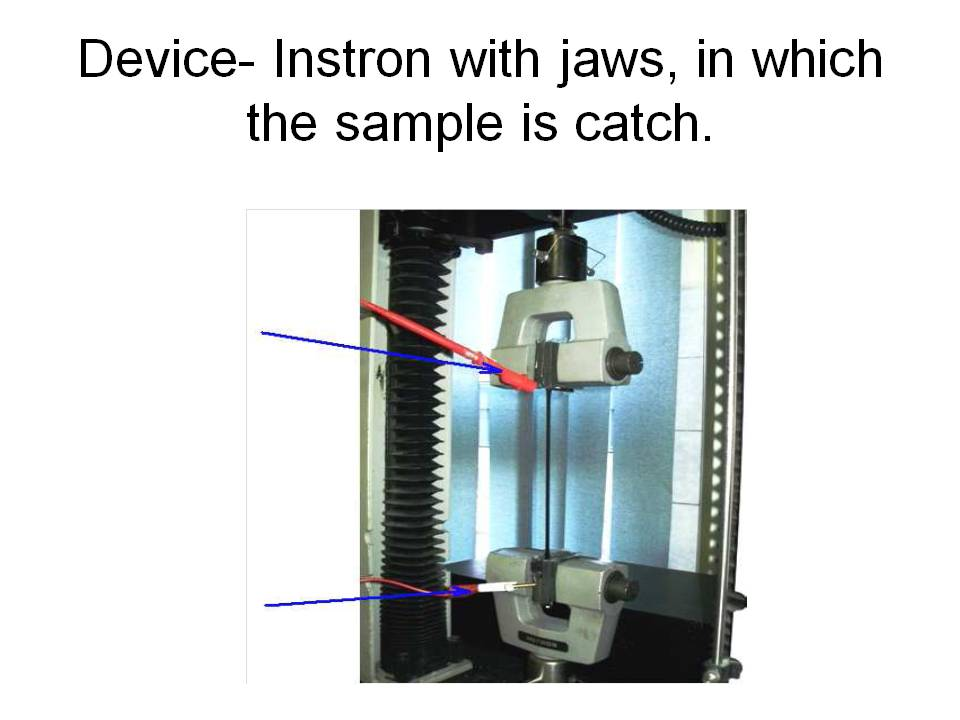 Device- Instron with jaws, in which
the sample is catch.